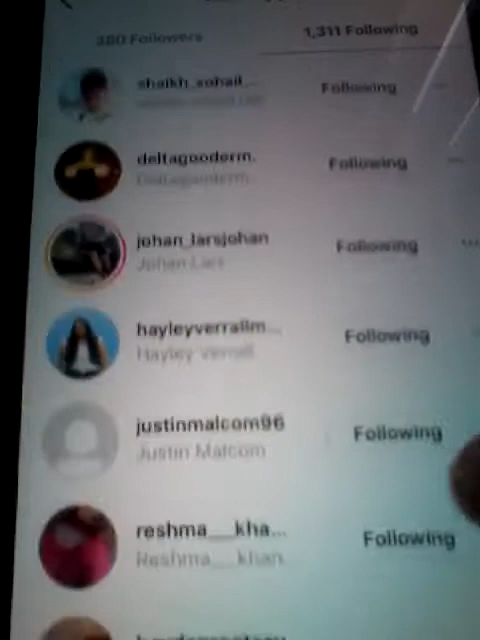 380 Followers
1,311 Following
shaikh_sohail_...
Following
deltagooderm.
Following
johan_larsjohan
Johan Lars
Following
hayleyverrallm...
Hayley Verrall
Following
justinmalcom96
Justin Malcom
Following
reshma__kha...
Reshma__khan
Following